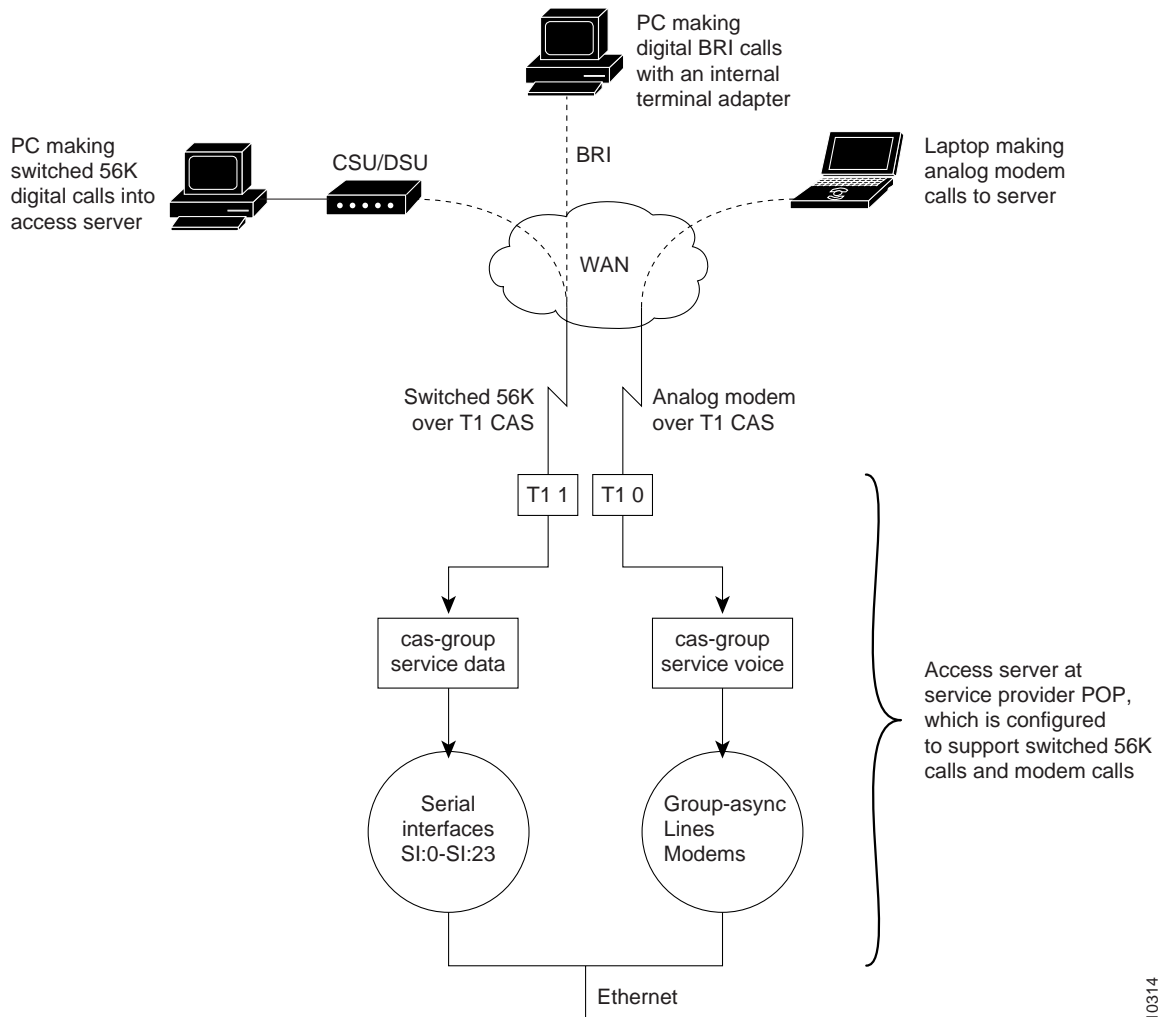 PC making
digital BRI calls
with an internal
terminal adapter
PC making
switched 56K
digital calls into
access server
CSU/DSU
BRI
Laptop making
analog modem
calls to server
WAN
Switched 56K
over T1 CAS
Analog modem
over T1 CAS
T1 1
T1 0
cas-group
service data
cas-group
service voice
Access server at
service provider POP,
which is configured
to support switched 56K
calls and modem calls
Serial
interfaces
SI:0-SI:23
Group-async
Lines
Modems
Ethernet
10314